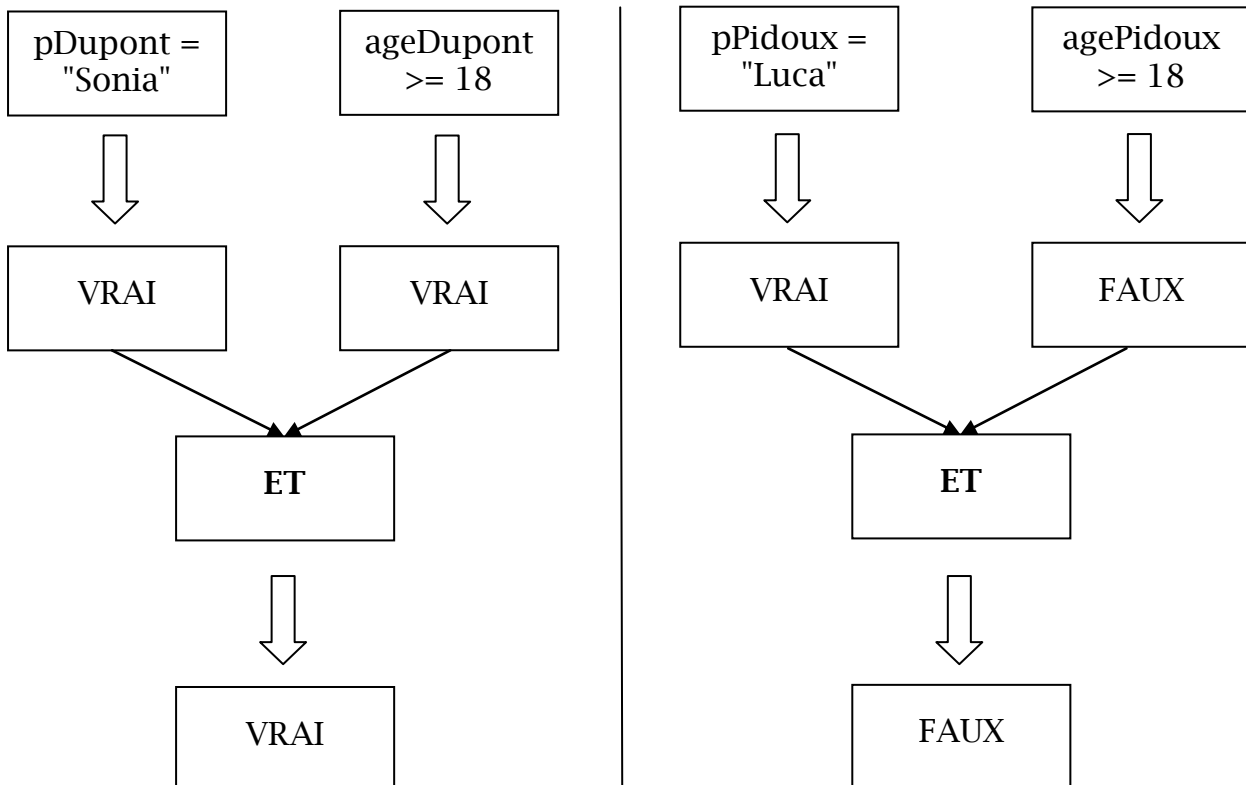 pDupont =
"Sonia"
ageDupont
>= 18
VRAI
VRAI
ET
VRAI
pPidoux =
"Luca"
agePidoux
>= 18
VRAI
FAUX
ET
FAUX